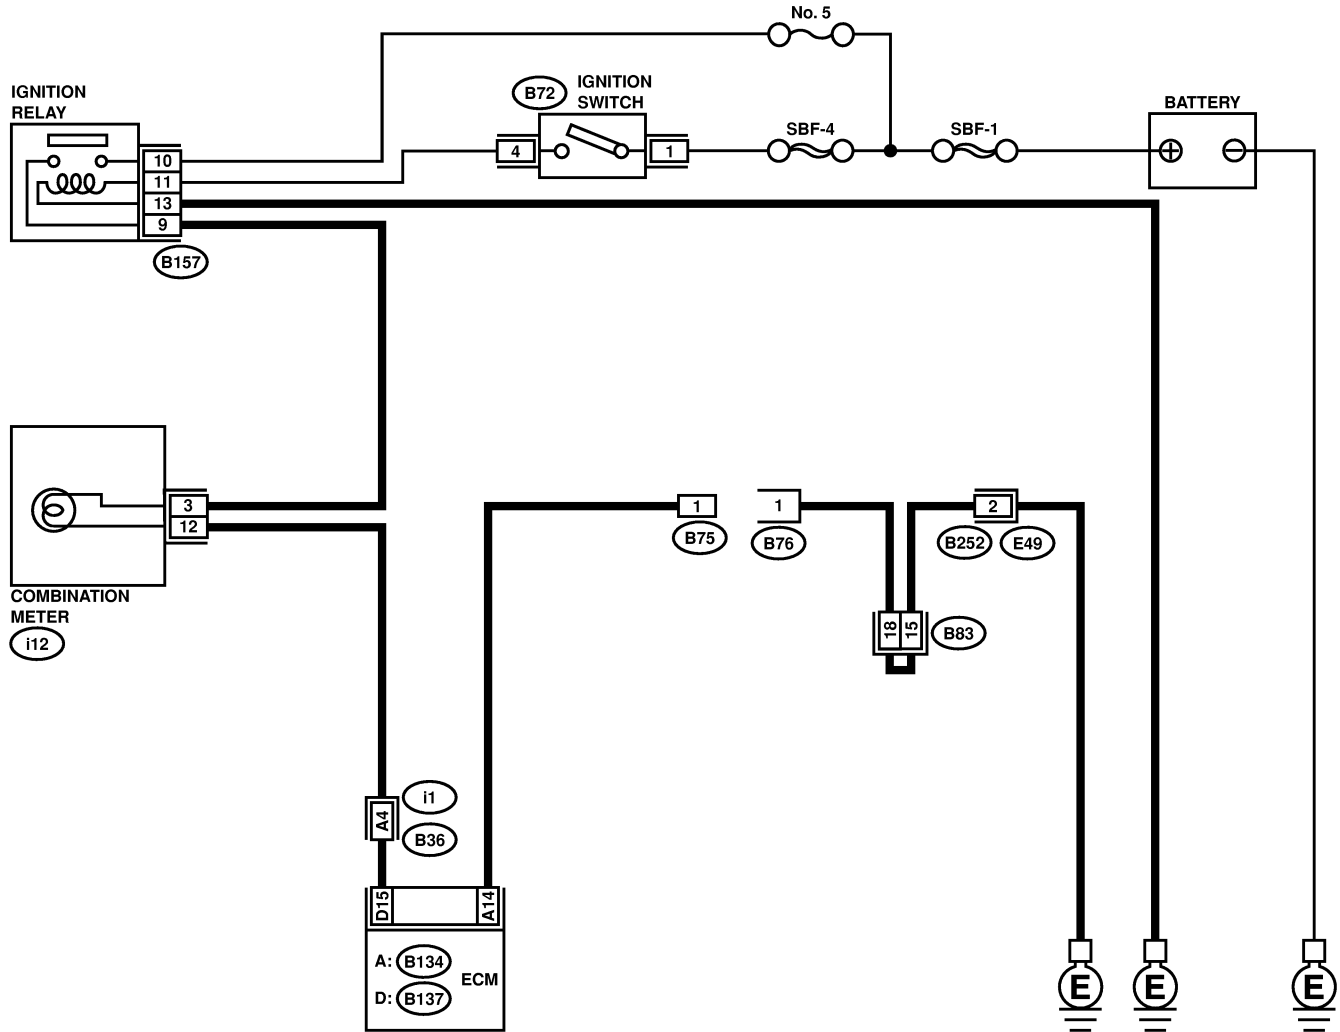 No. 5
IGNITION
RELAY
B72
IGNITION
SWITCH
BATTERY
SBF-4
SBF-1
4
1
10
11
13
9
B157
3
12
COMBINATION
METER
i12
1
B75
1
B76
2
B252
E49
18
15
B83
i1
A4
B36
D15
A14
A:
B134
ECM
D:
B137
E
E
E